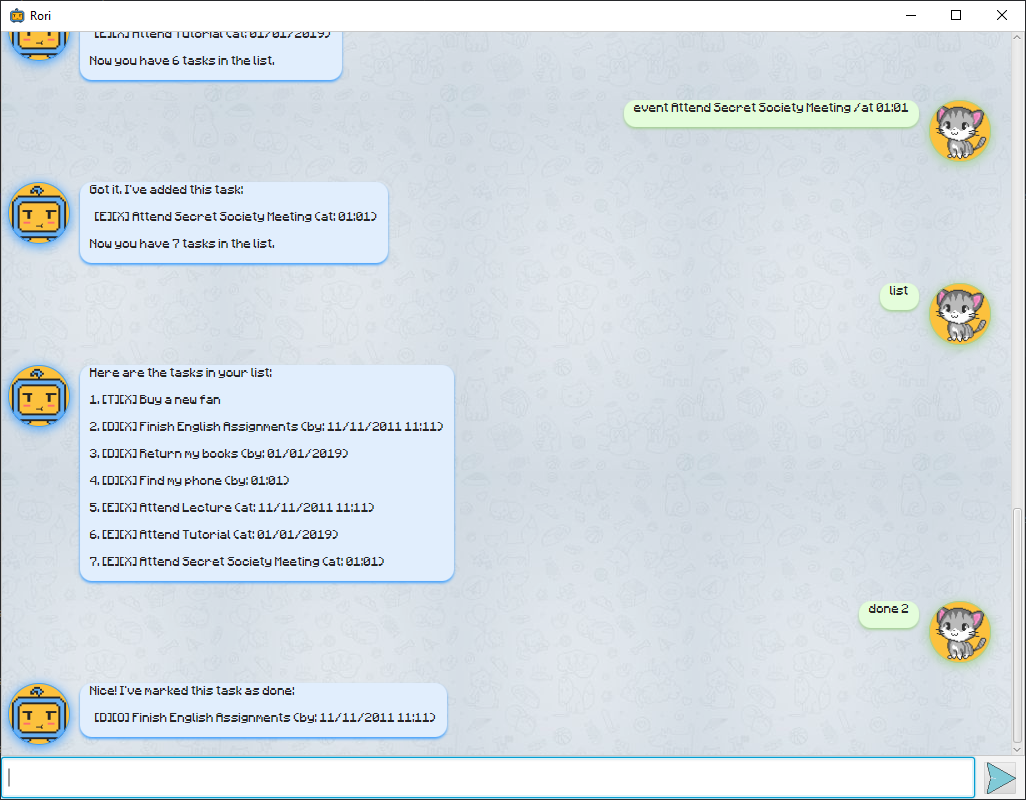 Rori
[E][X] Attend Tutorial (at: 01/01/2019)
Now you have 6 tasks in the list.
event Attend Secret Society Meeting /at 01:01
Got it. I've added this task:
[E][X] Attend Secret Society Meeting (at: 01:01)
Now you have 7 tasks in the list.
list
Here are the tasks in your list:
1. [T][X] Buy a new fan
2. [D][X] Finish English Assignments (by: 11/11/2011 11:11)
3. [D][X] Return my books (by: 01/01/2019)
4. [D][X] Find my phone (by: 01:01)
5. [E][X] Attend Lecture (at: 11/11/2011 11:11)
6. [E][X] Attend Tutorial (at: 01/01/2019)
7. [E][X] Attend Secret Society Meeting (at: 01:01)
done 2
Nice! I've marked this task as done:
[D][O] Finish English Assignments (by: 11/11/2011 11:11)